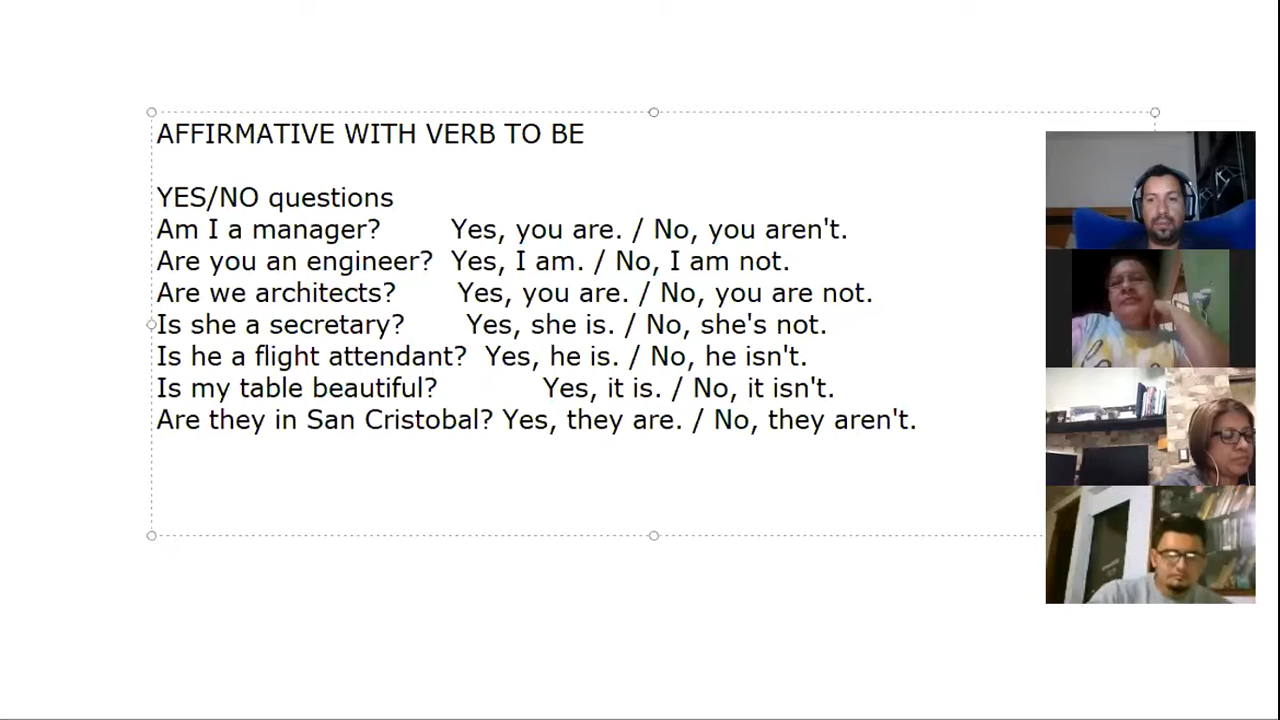 AFFIRMATIVE WITH VERB TO BE
YES/NO questions
Am I a manager? Yes, you are. / No, you aren't.
Are you an engineer? Yes, I am. / No, I am not.
Are we architects? Yes, you are. / No, you are not.
Is she a secretary? Yes, she is. / No, she's not.
Is he a flight attendant? Yes, he is. / No, he isn't.
Is my table beautiful? Yes, it is. / No, it isn't.
Are they in San Cristobal? Yes, they are. / No, they aren't.